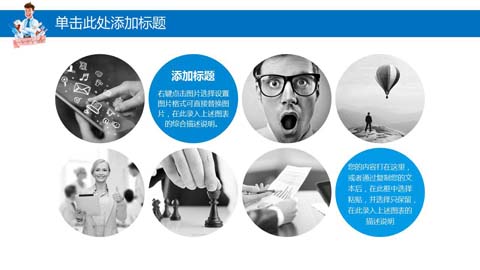 单击此处添加标题
添加标题
右键点击图片选择设置
图片格式可直接替换图
片，在此录入上述图表
的综合描述说明。
您的内容打在这里，
或者通过复制您的文
本后，在此框中选择
粘贴，并选择只保留，
在此录入上述图表的
描述说明